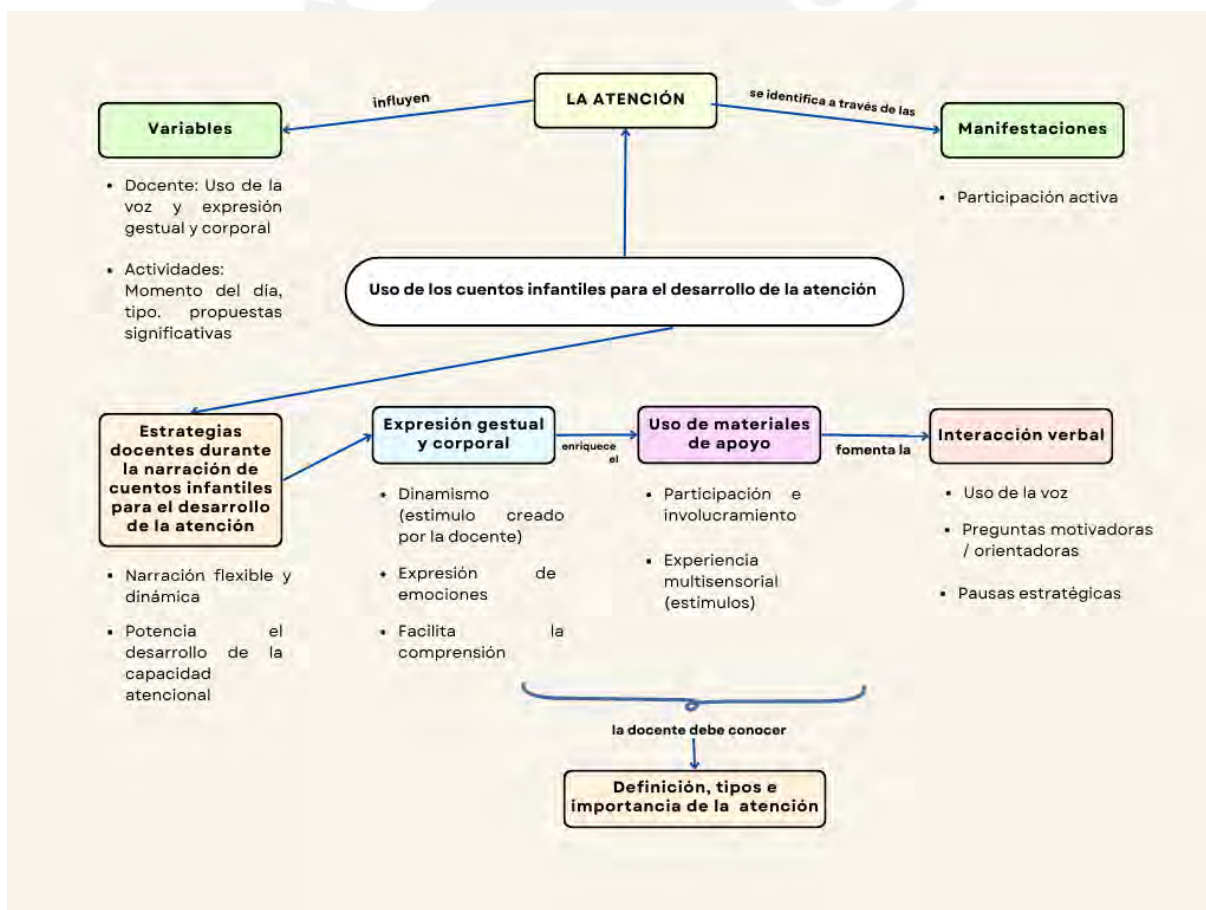 LA ATENCIÓN
influyen
se identifica a través de las
Variables
Manifestaciones
• Docente: Uso de la
voz y expresión
gestual y corporal
• Actividades:
Momento del día,
tipo. propuestas
significativas
• Participación activa
Uso de los cuentos infantiles para el desarrollo de la atención
Estrategias
docentes durante
la narración de
cuentos infantiles
para el desarrollo
de la atención
• Narración flexible y
dinámica
• Potencia el
desarrollo de la
capacidad
atencional
Expresión gestual
y corporal
• Dinamismo
(estimulo creado
por la docente)
• Expresión de
emociones
• Facilita la
comprensión
enriquece
el
Uso de materiales
de apoyo
• Participación e
involucramiento
• Experiencia
multisensorial
(estimulos)
fomenta la
Interacción verbal
• Uso de la voz
• Preguntas motivadoras
/ orientadoras
• Pausas estratégicas
la docente debe conocer
Definición, tipos e
importancia de la atención